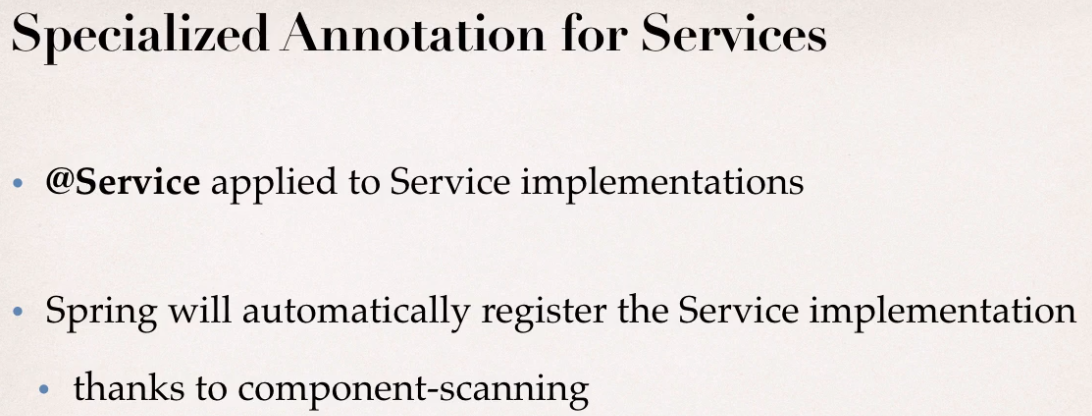 Specialized Annotation for Services
• @Service applied to Service implementations
• Spring will automatically register the Service implementation
• thanks to component-scanning